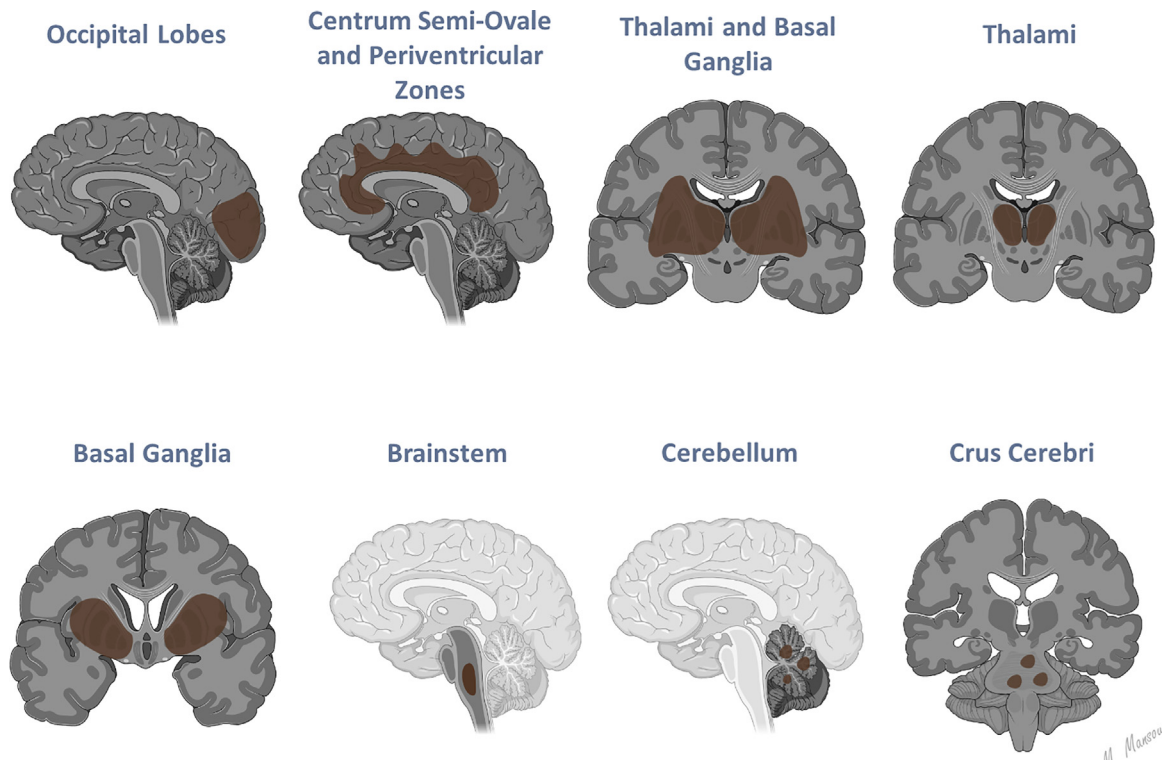 Occipital Lobes
Centrum Semi-Ovale
and Periventricular
Zones
Thalami and Basal
Ganglia
Thalami
Basal Ganglia
Brainstem
Cerebellum
Crus Cerebri
M. Mansou